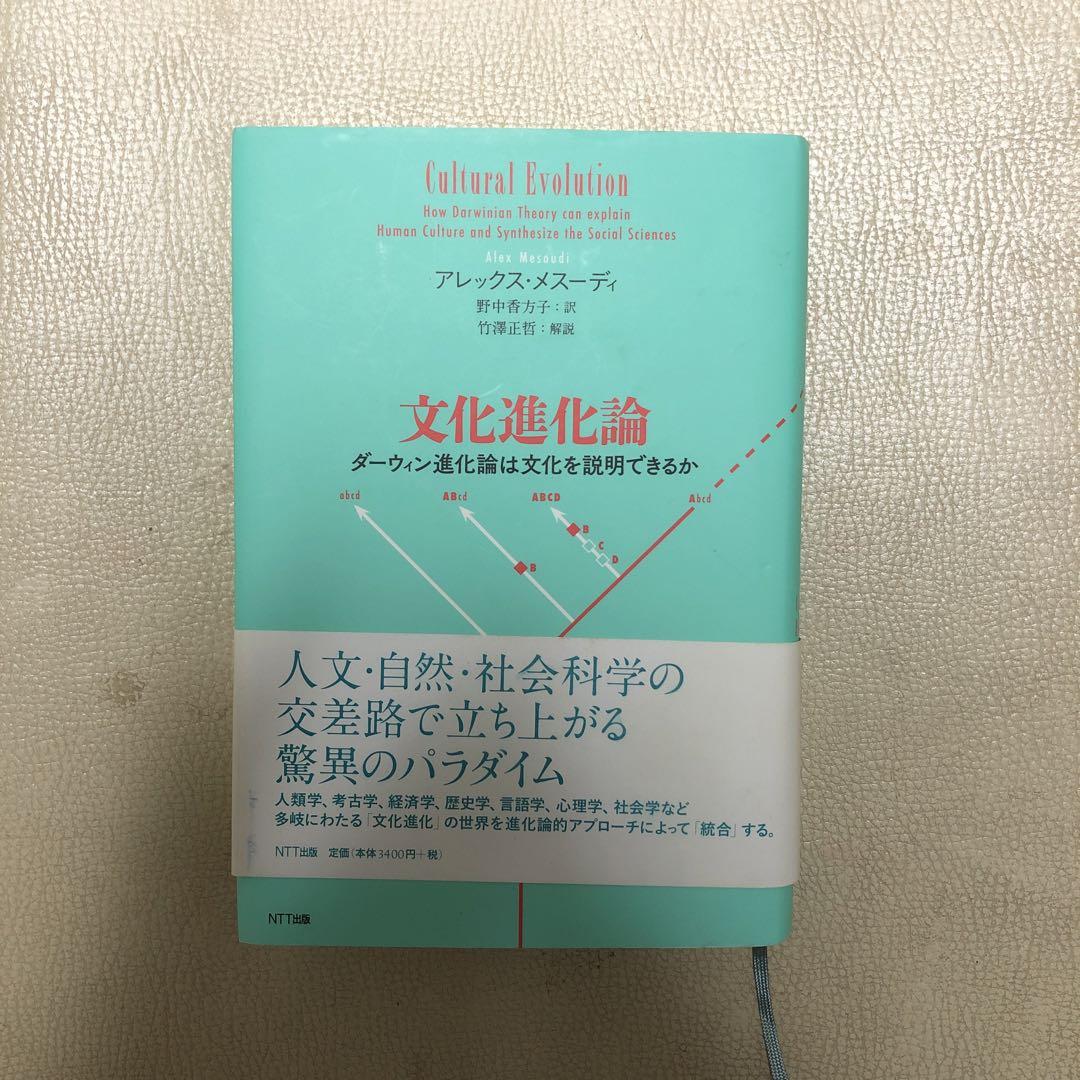 Cultural Evolution
How Darwinian Theory can explain
Human Culture and Synthesize the Social Sciences
Alex Mesoudi
アレックス・メスーディ
野中香方子：訳
竹澤正哲：解説
文化進化論
ダーウィン進化論は文化を説明できるか
abcd ABcd ABCD Abcd
B
C
B D
人文・自然・社会科学の
交差路で立ち上がる
驚異のパラダイム
人類学、考古学、経済学、歴史学、言語学、心理学、社会学など
多岐にわたる「文化進化」の世界を進化論的アプローチによって「統合」する。
NTT出版 定価（本体3400円＋税）
NTT出版